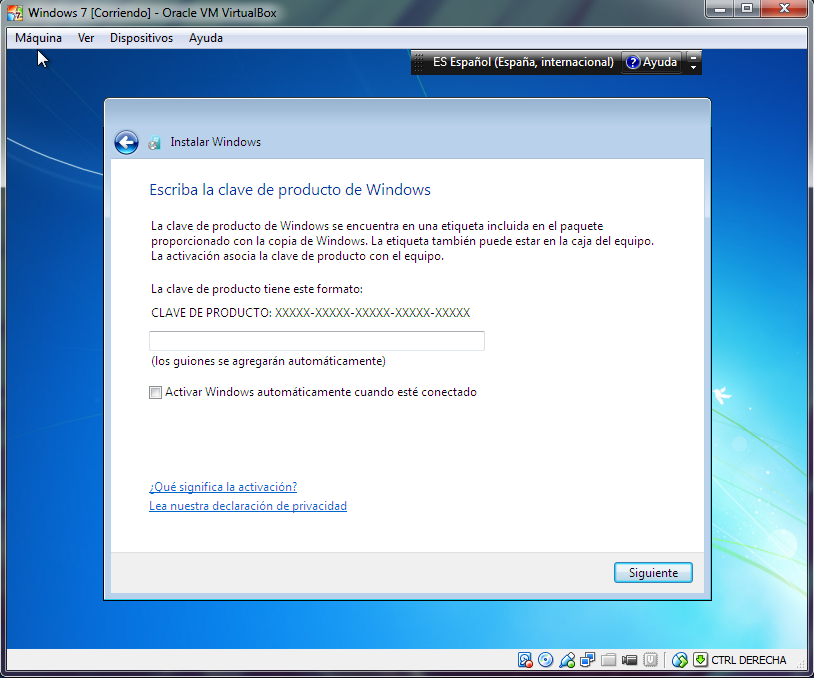 Windows 7 [Corriendo] - Oracle VM VirtualBox
Máquina Ver Dispositivos Ayuda
ES Español (España, internacional) ? Ayuda
Instalar Windows
Escriba la clave de producto de Windows
La clave de producto de Windows se encuentra en una etiqueta incluida en el paquete
proporcionado con la copia de Windows. La etiqueta también puede estar en la caja del equipo.
La activación asocia la clave de producto con el equipo.
La clave de producto tiene este formato:
CLAVE DE PRODUCTO: XXXXX-XXXXX-XXXXX-XXXXX-XXXXX
(los guiones se agregarán automáticamente)
Activar Windows automáticamente cuando esté conectado
¿Qué significa la activación?
Lea nuestra declaración de privacidad
Siguiente
CTRL DERECHA